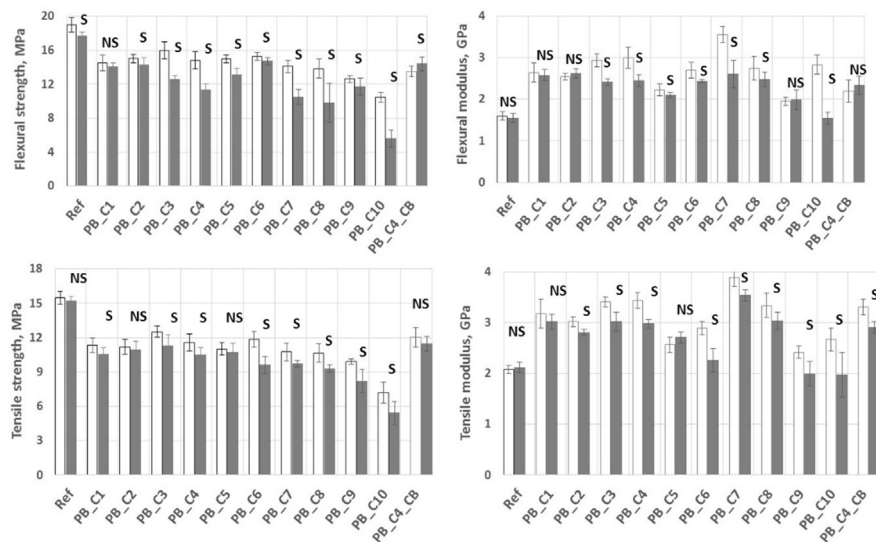 Flexural strength, MPa
20
16
12
8
4
0
S
NS
S
S
S
S
S
S
S
S
S
S
Ref
PB_C1
PB_C2
PB_C3
PB_C4
PB_C5
PB_C6
PB_C7
PB_C8
PB_C9
PB_C10
PB_C4_CB
Flexural modulus, GPa
4
3
2
1
0
NS
NS
NS
S
S
S
S
S
S
NS
S
NS
Ref
PB_C1
PB_C2
PB_C3
PB_C4
PB_C5
PB_C6
PB_C7
PB_C8
PB_C9
PB_C10
PB_C4_CB
Tensile strength, MPa
18
15
12
9
6
3
0
NS
S
NS
S
S
NS
S
S
S
S
S
NS
Ref
PB_C1
PB_C2
PB_C3
PB_C4
PB_C5
PB_C6
PB_C7
PB_C8
PB_C9
PB_C10
PB_C4_CB
Tensile modulus, GPa
4
3
2
1
0
NS
NS
S
S
S
NS
S
S
S
S
S
S
Ref
PB_C1
PB_C2
PB_C3
PB_C4
PB_C5
PB_C6
PB_C7
PB_C8
PB_C9
PB_C10
PB_C4_CB